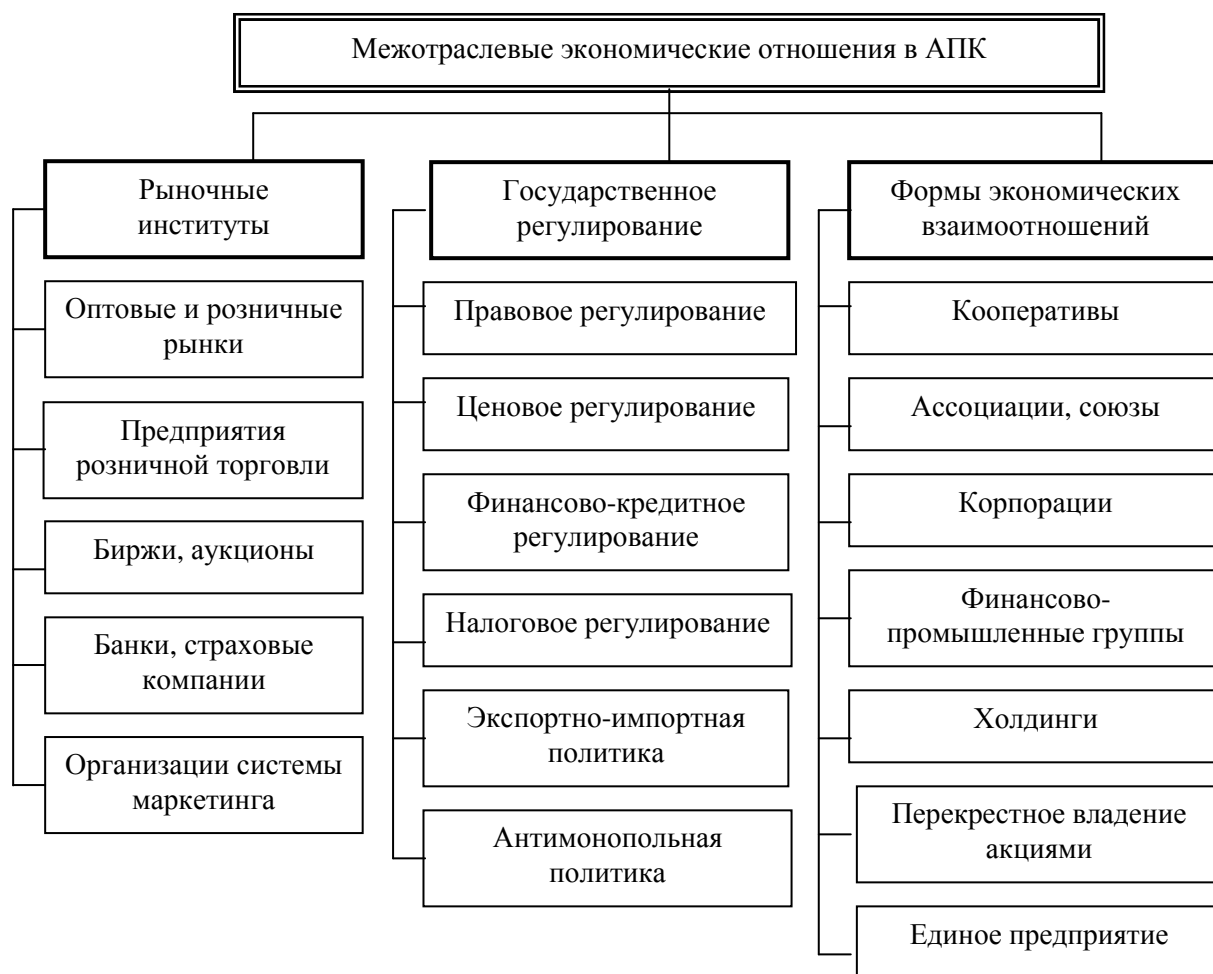 Межотраслевые экономические отношения в АПК
Рыночные
институты
Оптовые и розничные
рынки
Предприятия
розничной торговли
Биржи, аукционы
Банки, страховые
компании
Организации системы
маркетинга
Государственное
регулирование
Правовое регулирование
Ценовое регулирование
Финансово-кредитное
регулирование
Налоговое регулирование
Экспортно-импортная
политика
Антимонопольная
политика
Формы экономических
взаимоотношений
Кооперативы
Ассоциации, союзы
Корпорации
Финансово-
промышленные группы
Холдинги
Перекрестное владение
акциями
Единое предприятие